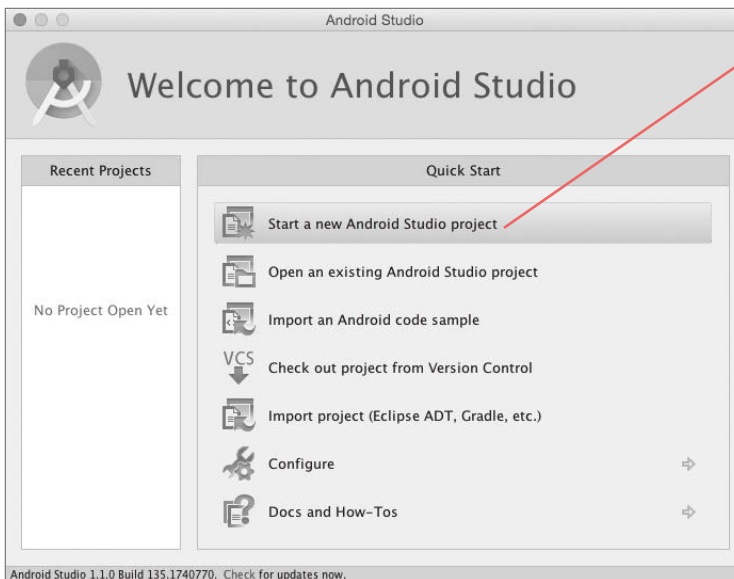 Android Studio
Welcome to Android Studio
Recent Projects
No Project Open Yet
Quick Start
Start a new Android Studio project
Open an existing Android Studio project
Import an Android code sample
VCS
Check out project from Version Control
Import project (Eclipse ADT, Gradle, etc.)
Configure
Docs and How-Tos
Android Studio 1.1.0 Build 135.1740770. Check for updates now.